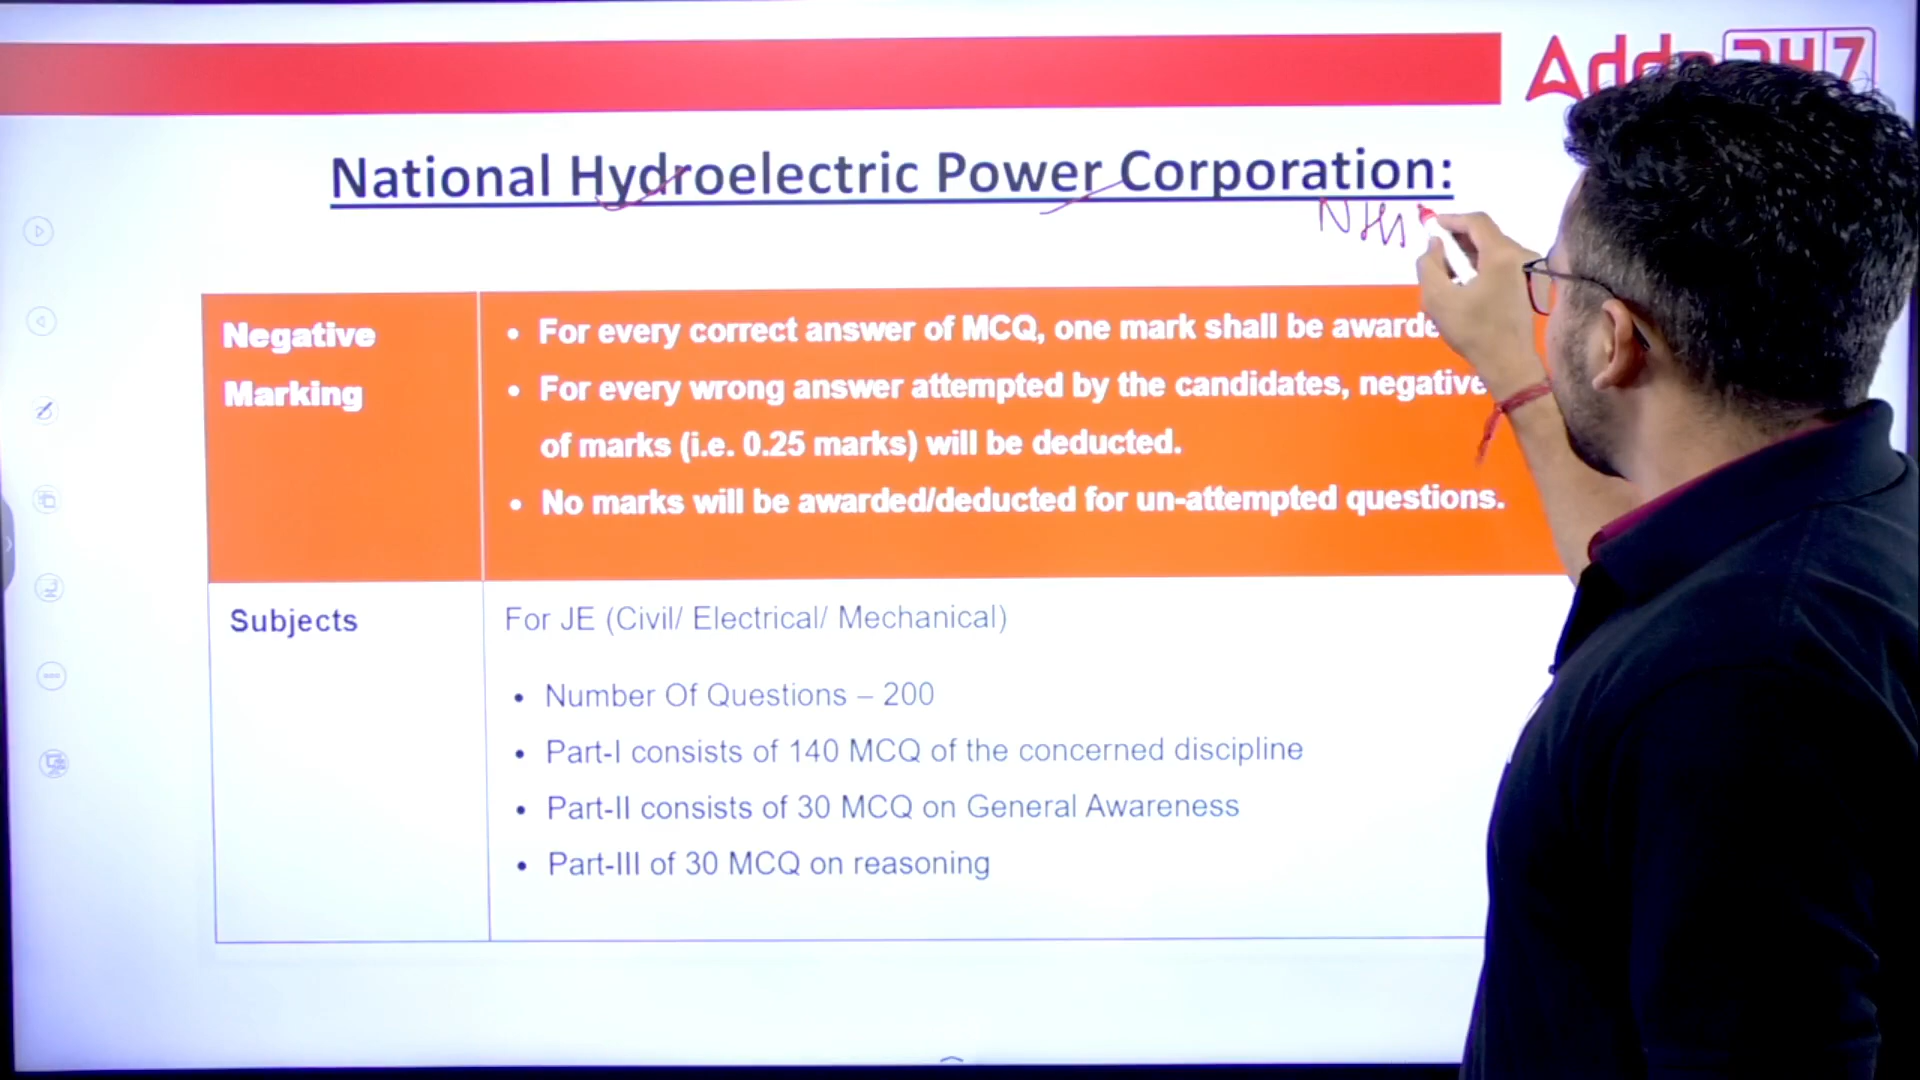 Adda247
National Hydroelectric Power Corporation:
Negative
Marking
• For every correct answer of MCQ, one mark shall be
• For every wrong answer attempted by the candidates, negative
of marks (i.e. 0.25 marks) will be deducted.
• No marks will be awarded/deducted for un-attempted questions.
Subjects
For JE (Civil/ Electrical/ Mechanical)
• Number Of Questions – 200
• Part-I consists of 140 MCQ of the concerned discipline
• Part-II consists of 30 MCQ on General Awareness
• Part-III of 30 MCQ on reasoning